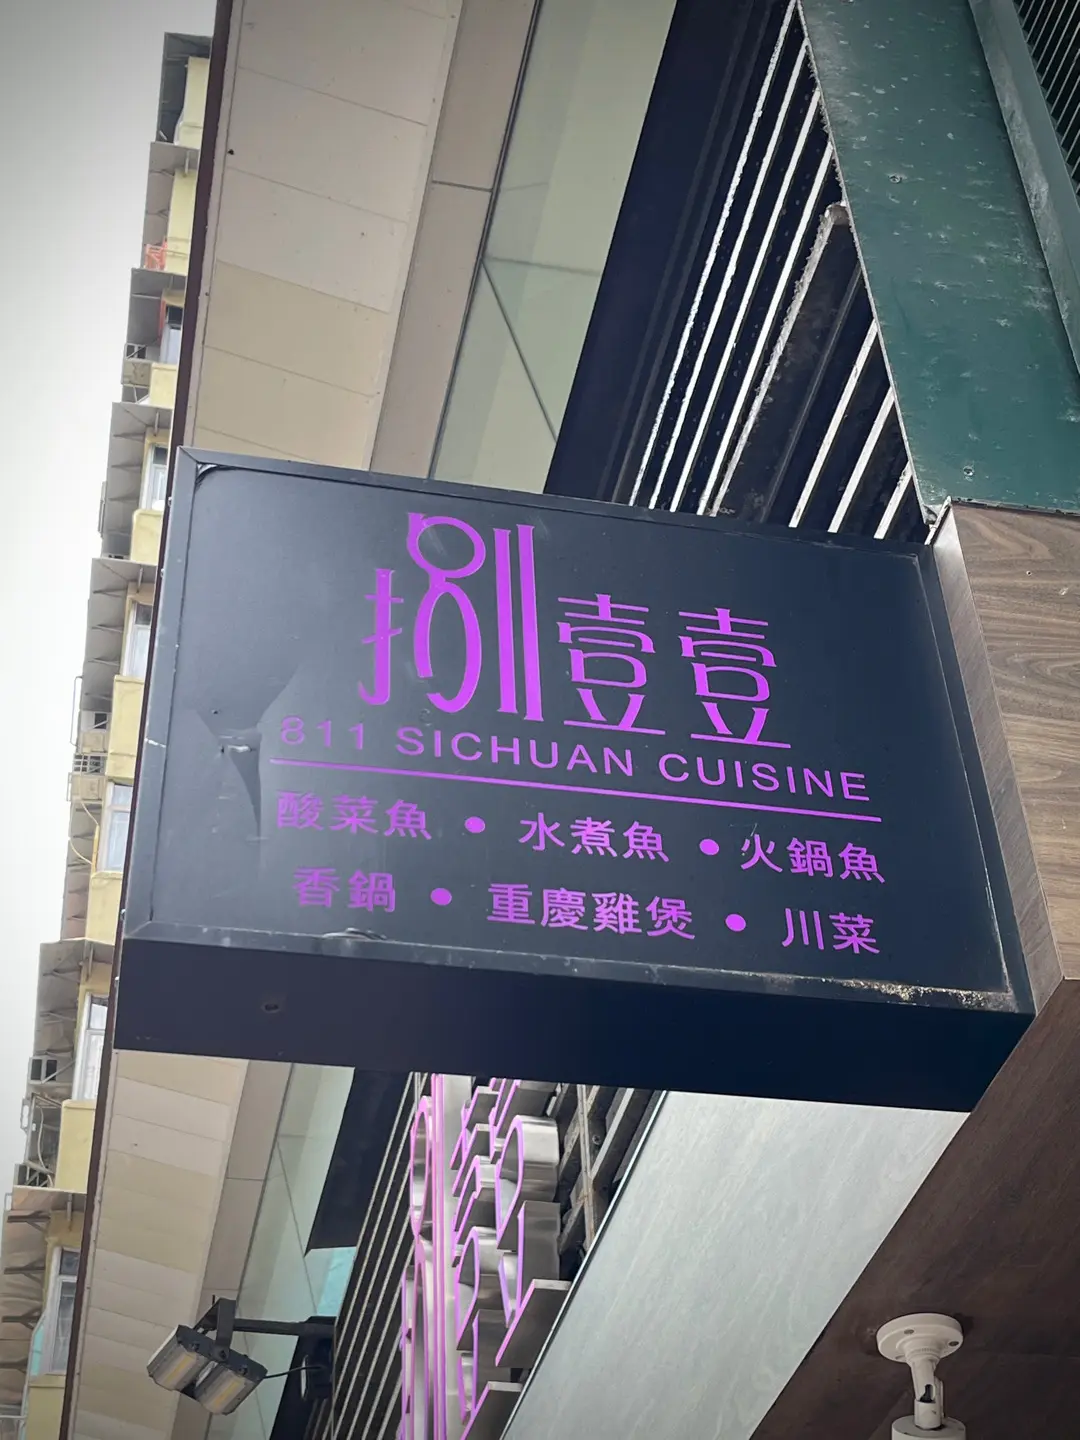 捌壹壹
811 SICHUAN CUISINE
酸菜魚 • 水煮魚 • 火鍋魚
香鍋 • 重慶雞煲 • 川菜